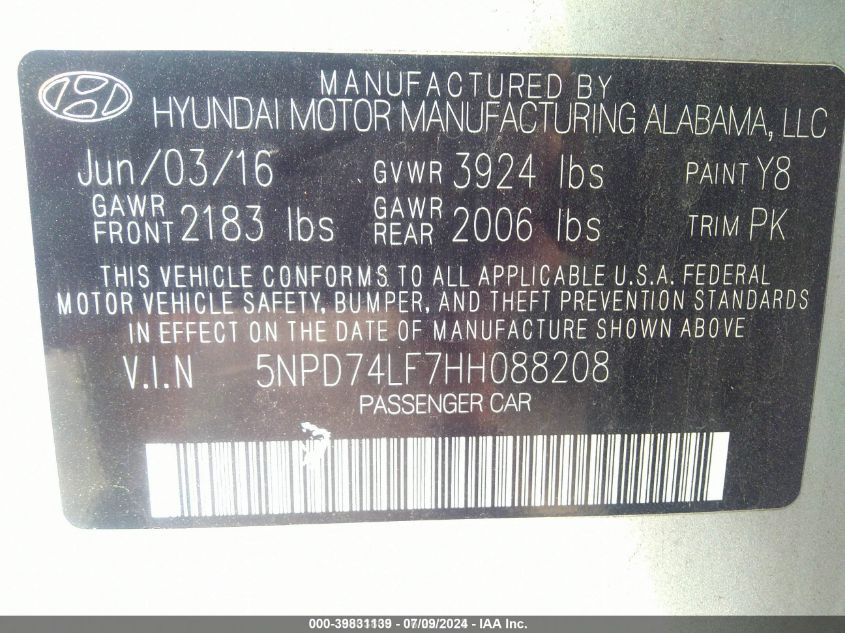 MANUFACTURED BY
HYUNDAI MOTOR MANUFACTURING ALABAMA, LLC
Jun/03/16 GVWR 3924 lbs PAINT Y8
GAWR FRONT 2183 lbs GAWR REAR 2006 lbs TRIM PK
THIS VEHICLE CONFORMS TO ALL APPLICABLE U.S.A. FEDERAL
MOTOR VEHICLE SAFETY, BUMPER, AND THEFT PREVENTION STANDARDS
IN EFFECT ON THE DATE OF MANUFACTURE SHOWN ABOVE
V.I.N 5NPD74LF7HH088208
PASSENGER CAR
000-39831139 - 07/09/2024 - IAA Inc.